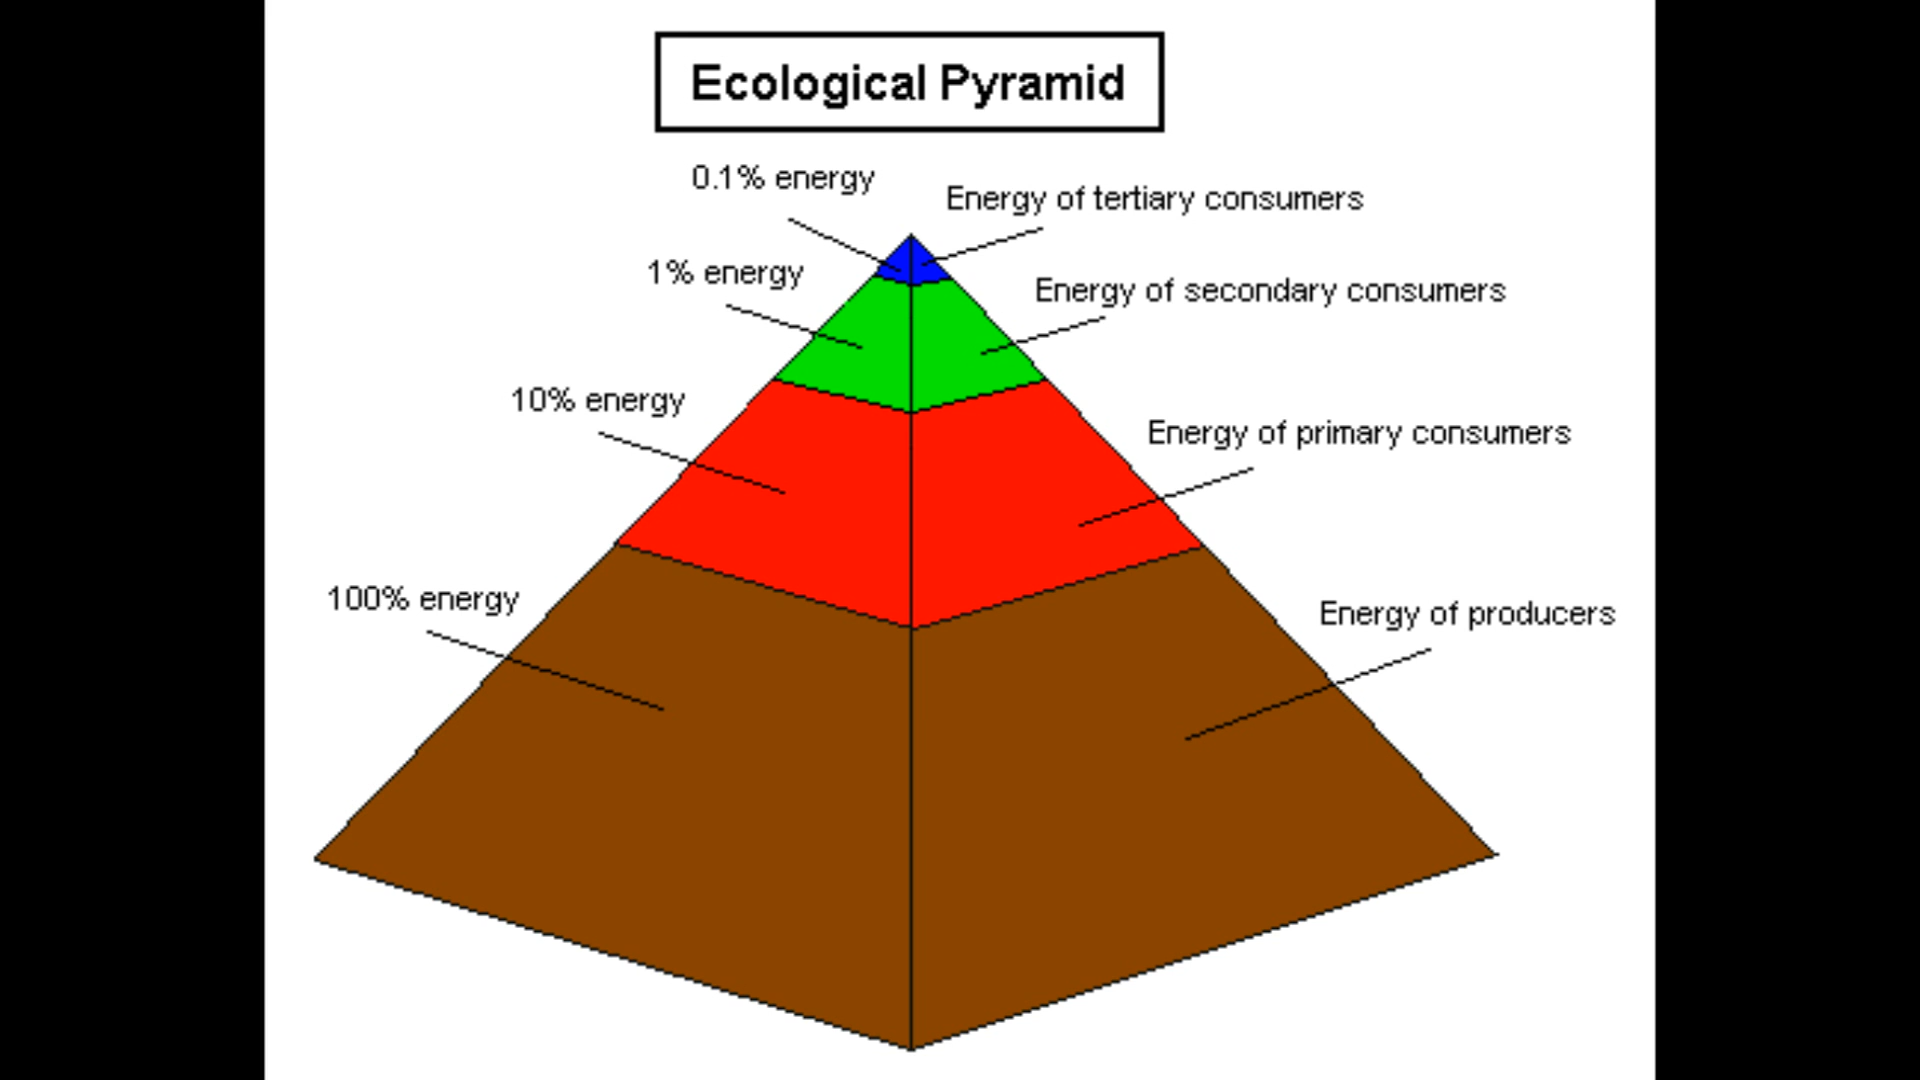 Ecological Pyramid
0.1% energy
Energy of tertiary consumers
1% energy
Energy of secondary consumers
10% energy
Energy of primary consumers
100% energy
Energy of producers